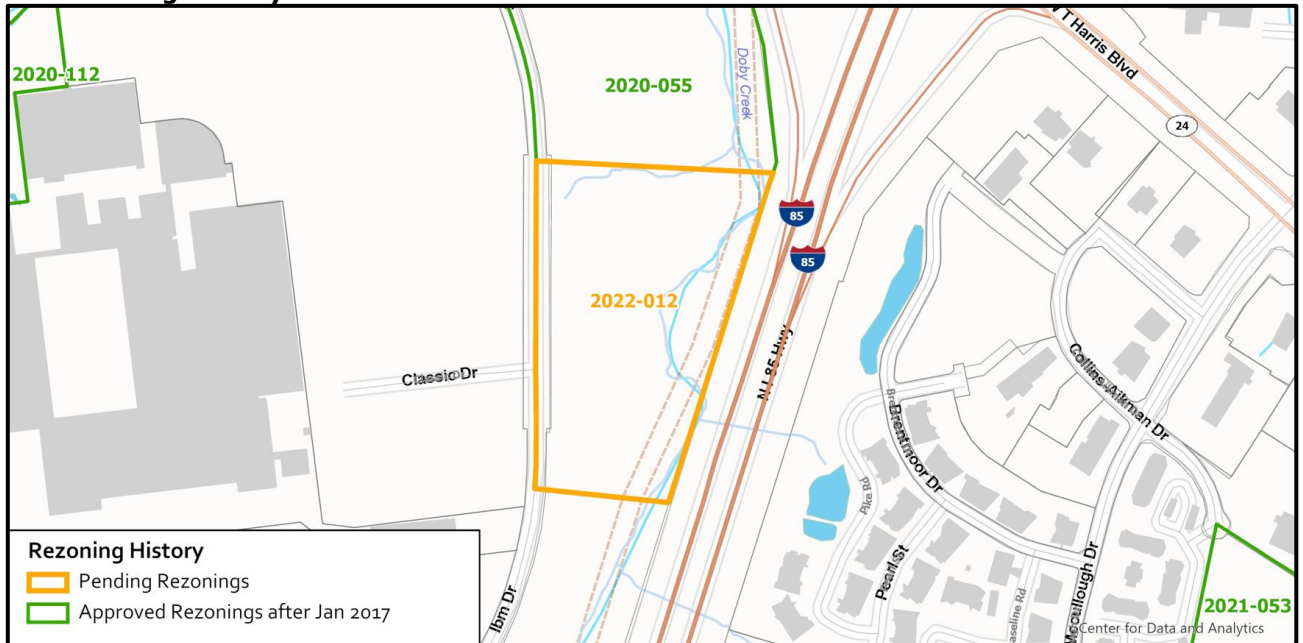 W T Harris Blvd
2020-112
2020-055
Doby Creek
24
85
85
2022-012
N I 85 Hwy
Classic Dr
Collins Aikman Dr
Brentmoor Dr
Pike Rd
Pearl St
Mccullough Dr
Ibm Dr
2021-053
Rezoning History
Pending Rezonings
Approved Rezonings after Jan 2017
Center for Data and Analytics